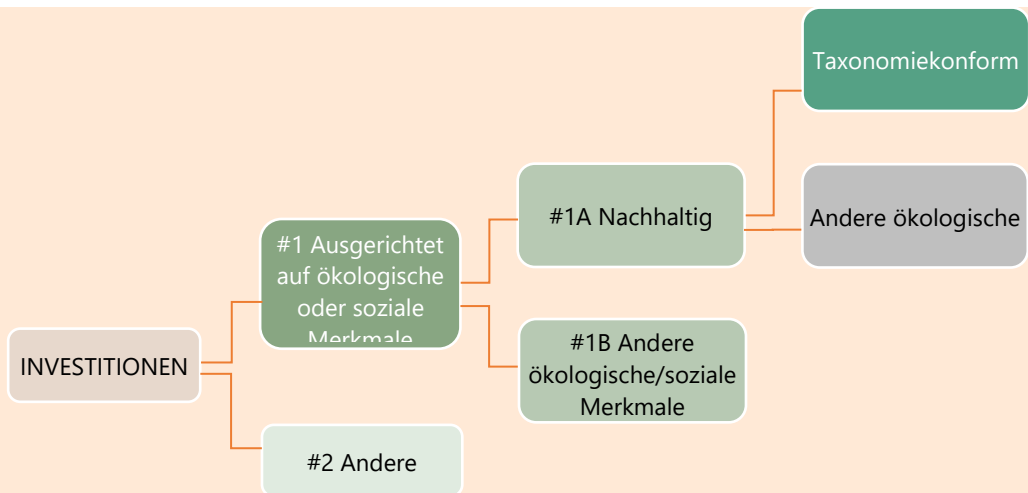 INVESTITIONEN
#1 Ausgerichtet
auf ökologische
oder soziale
Merkmale
#2 Andere
#1A Nachhaltig
#1B Andere
ökologische/soziale
Merkmale
Taxonomiekonform
Andere ökologische